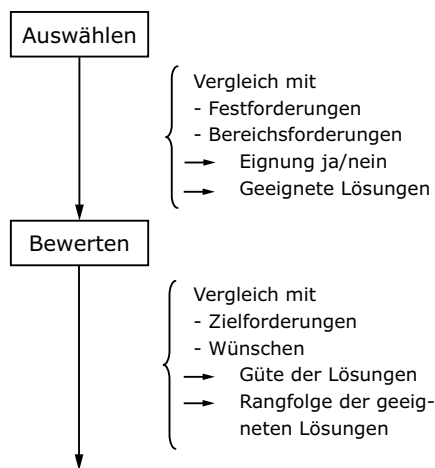 Auswählen
Vergleich mit
- Festforderungen
- Bereichsforderungen
→ Eignung ja/nein
→ Geeignete Lösungen
Bewerten
Vergleich mit
- Zielforderungen
- Wünschen
→ Güte der Lösungen
→ Rangfolge der geeig-
neten Lösungen